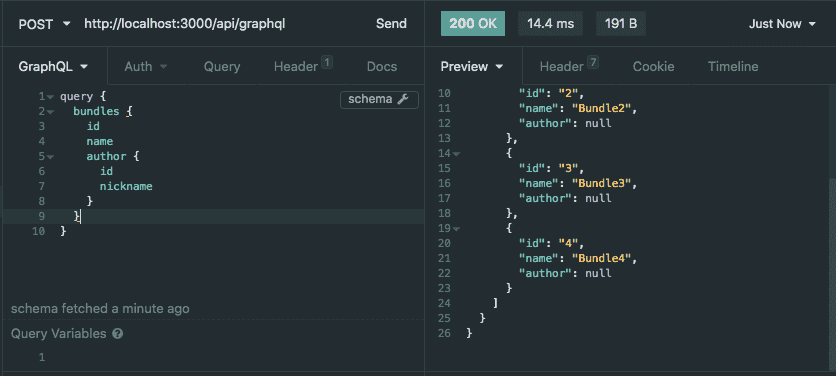 POST http://localhost:3000/api/graphql Send 200 OK 14.4 ms 191 B Just Now
GraphQL Auth Query Header 1 Docs Preview Header 7 Cookie Timeline
schema
1 query {
2 bundles {
3 id
4 name
5 author {
6 id
7 nickname
8 }
9 }
10 }
schema fetched a minute ago
Query Variables ?
1
10 "id": "2",
11 "name": "Bundle2",
12 "author": null
13 },
14 {
15 "id": "3",
16 "name": "Bundle3",
17 "author": null
18 },
19 {
20 "id": "4",
21 "name": "Bundle4",
22 "author": null
23 }
24 ]
25 }
26 }